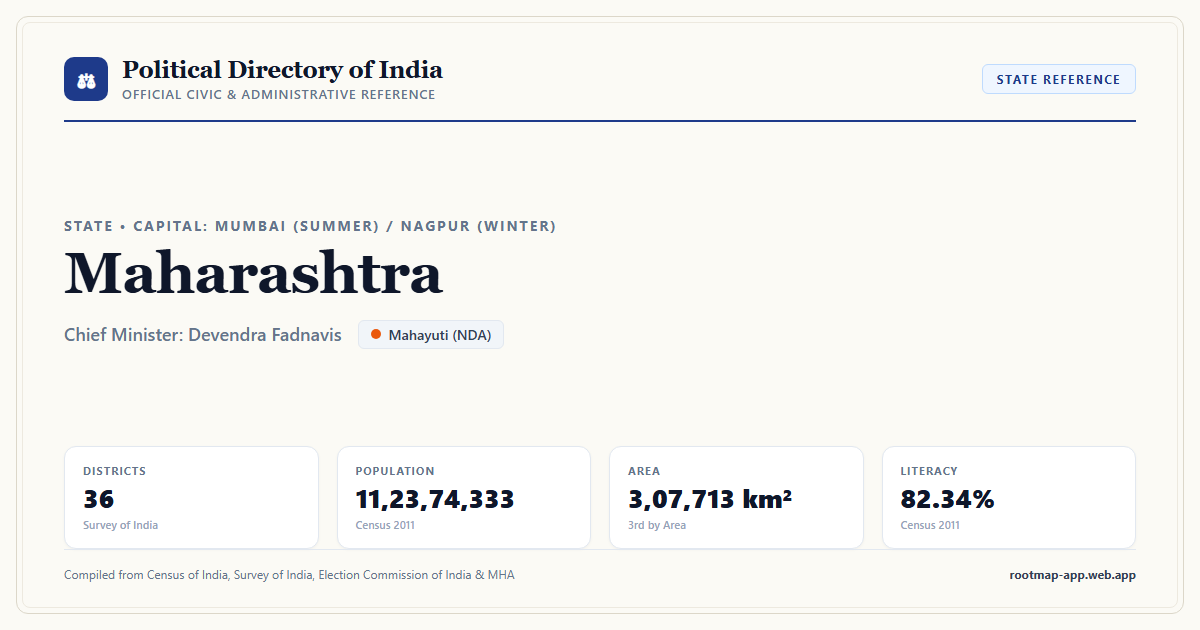 Political Directory of India
OFFICIAL CIVIC & ADMINISTRATIVE REFERENCE
STATE REFERENCE
STATE • CAPITAL: MUMBAI (SUMMER) / NAGPUR (WINTER)
Maharashtra
Chief Minister: Devendra Fadnavis
Mahayuti (NDA)
DISTRICTS
36
Survey of India
POPULATION
11,23,74,333
Census 2011
AREA
3,07,713 km²
3rd by Area
LITERACY
82.34%
Census 2011
Compiled from Census of India, Survey of India, Election Commission of India & MHA
rootmap-app.web.app